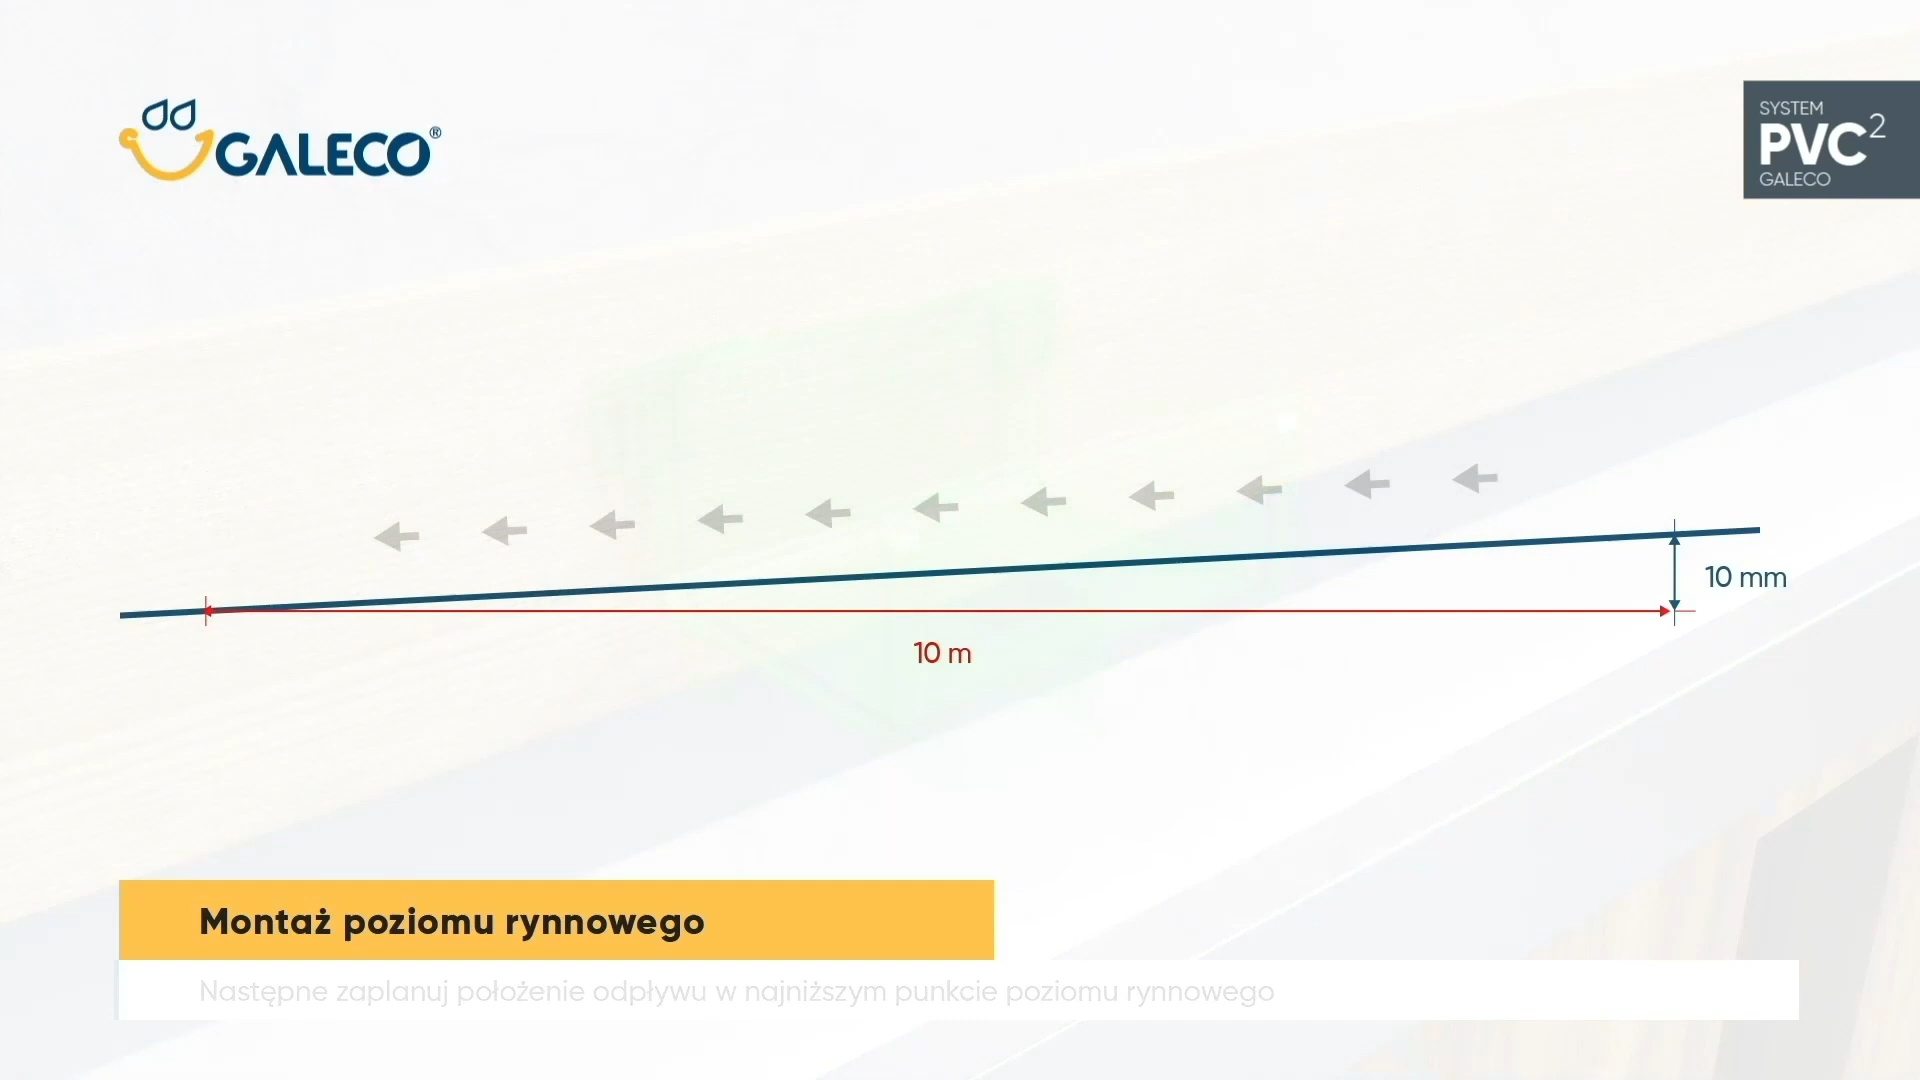 GALECO®
SYSTEM
PVC²
GALECO
10 mm
10 m
Montaż poziomu rynnowego
Następne zaplanuj położenie odpływu w najniższym punkcie poziomu rynnowego